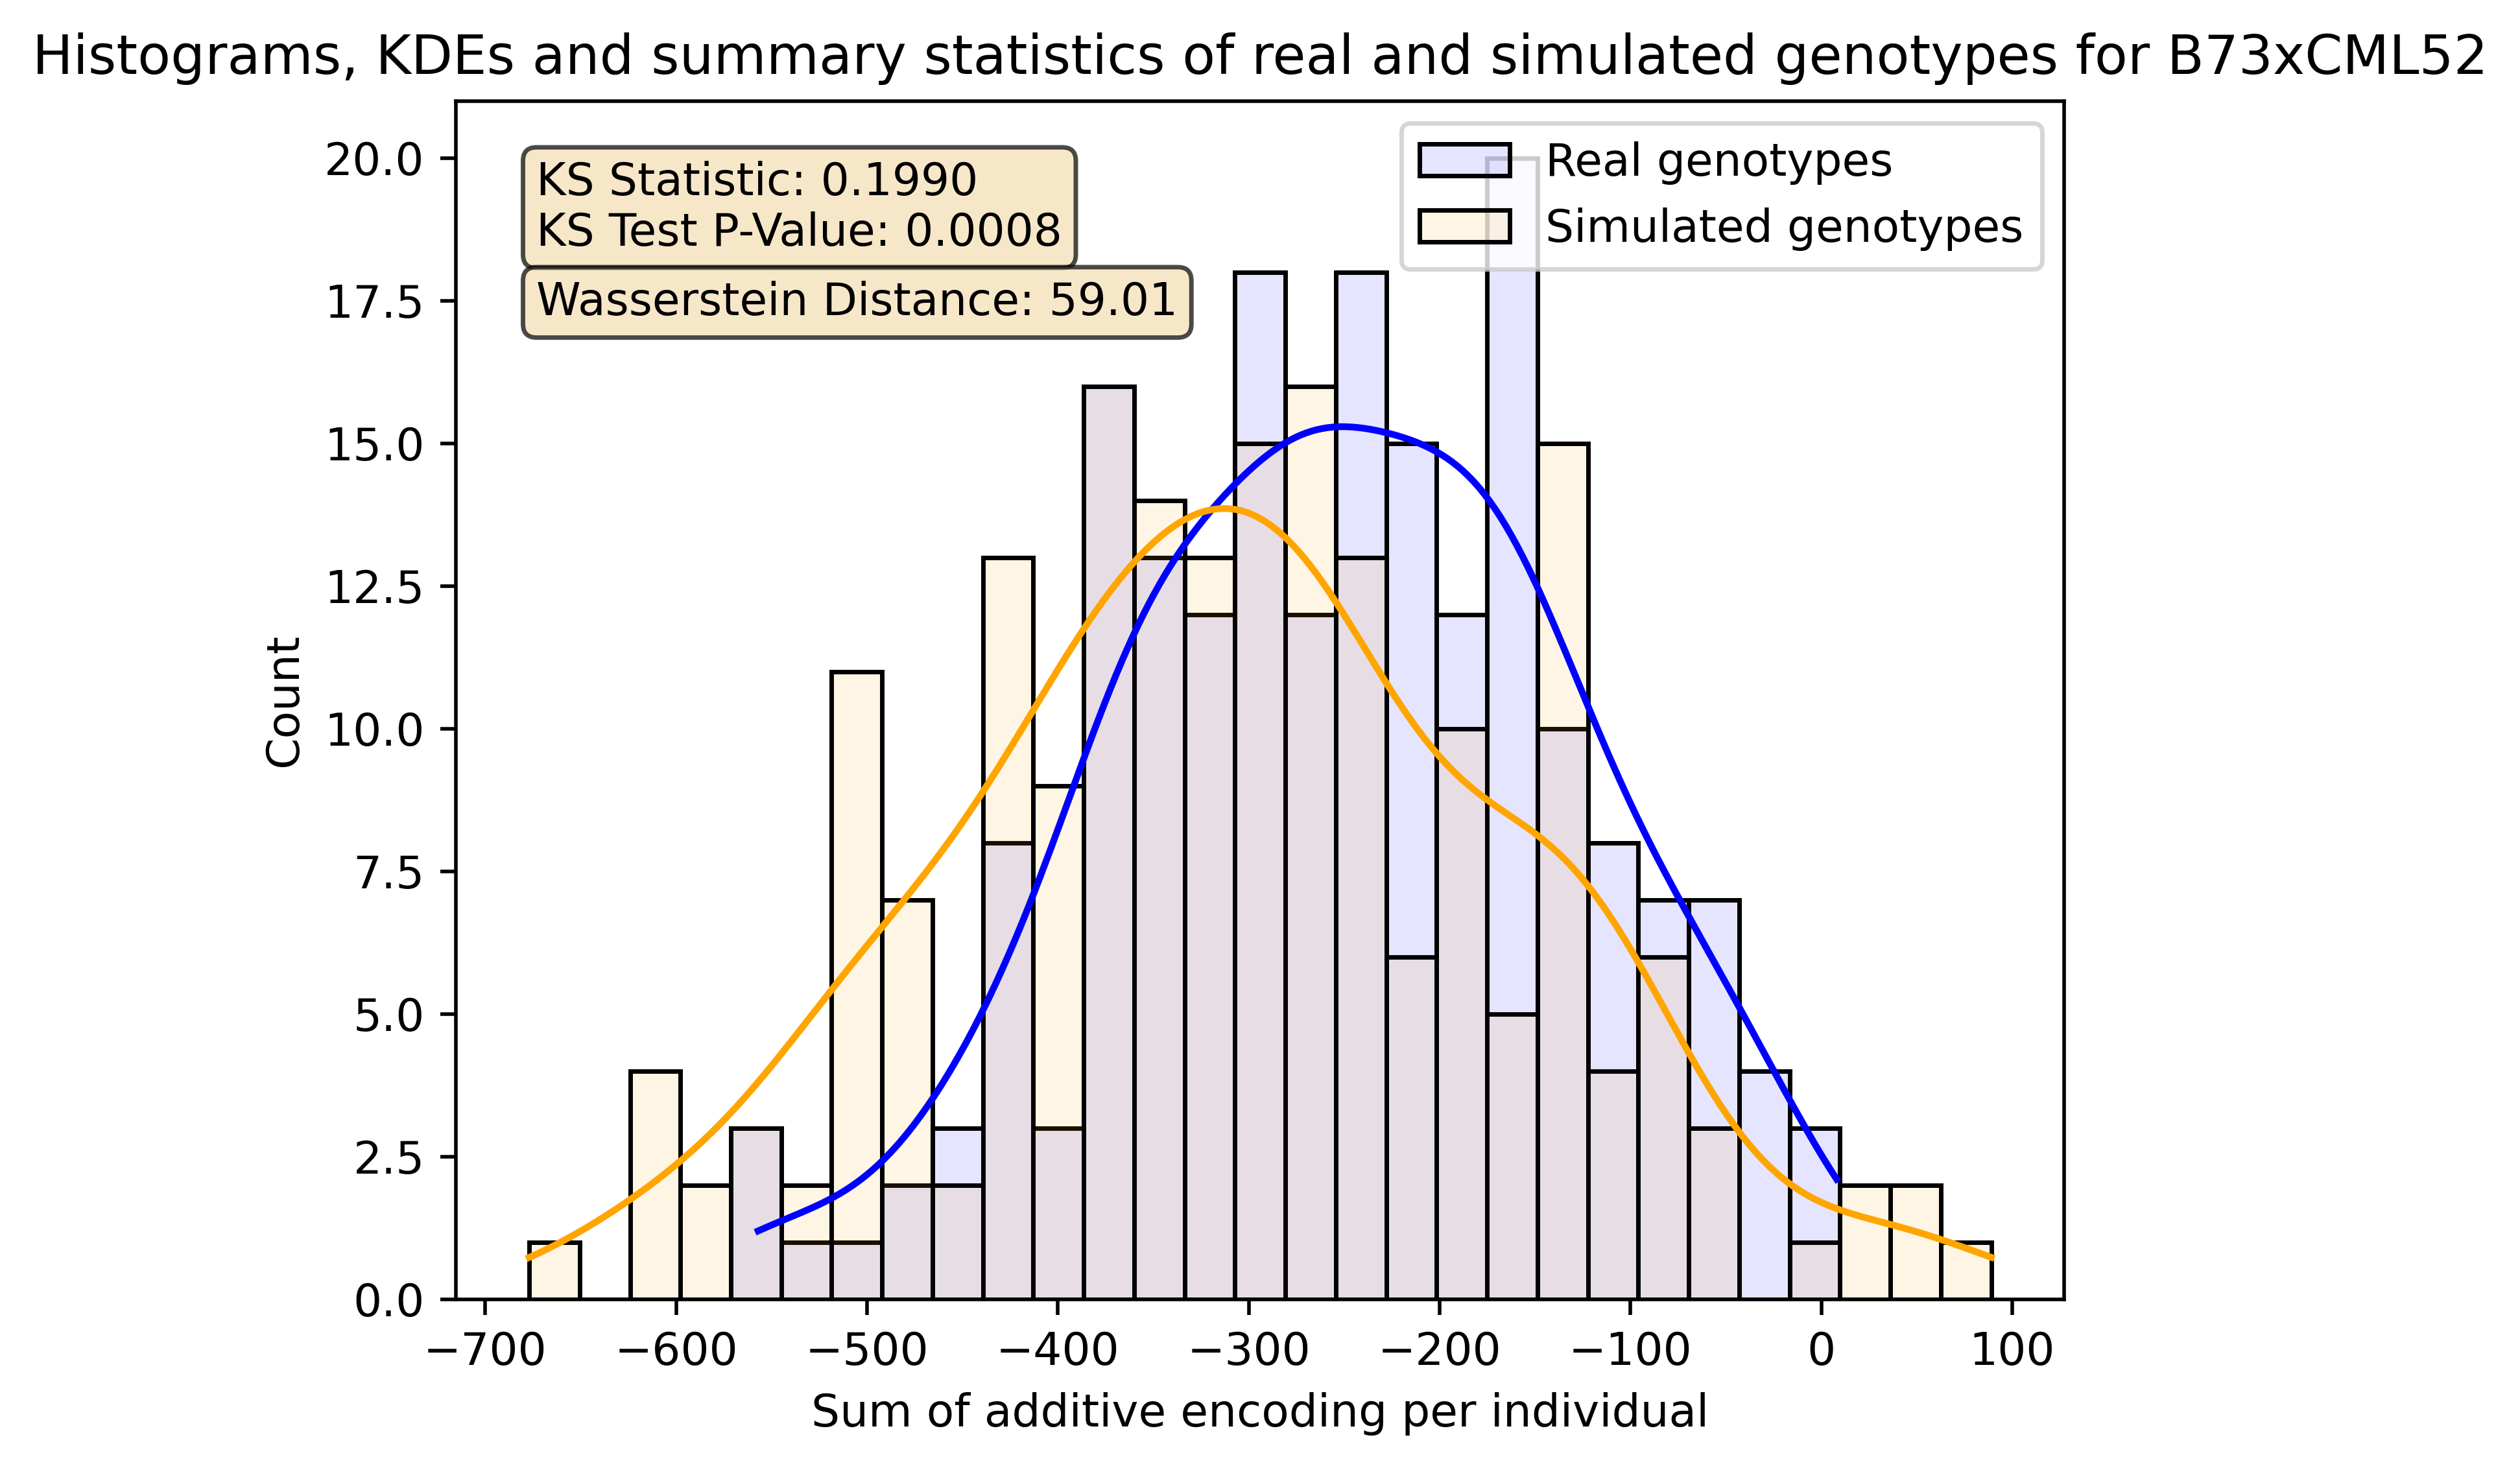 Histograms, KDEs and summary statistics of real and simulated genotypes for B73xCML52
KS Statistic: 0.1990
KS Test P-Value: 0.0008
Wasserstein Distance: 59.01
Real genotypes
Simulated genotypes
Count
20.0
17.5
15.0
12.5
10.0
7.5
5.0
2.5
0.0
−700 −600 −500 −400 −300 −200 −100 0 100
Sum of additive encoding per individual